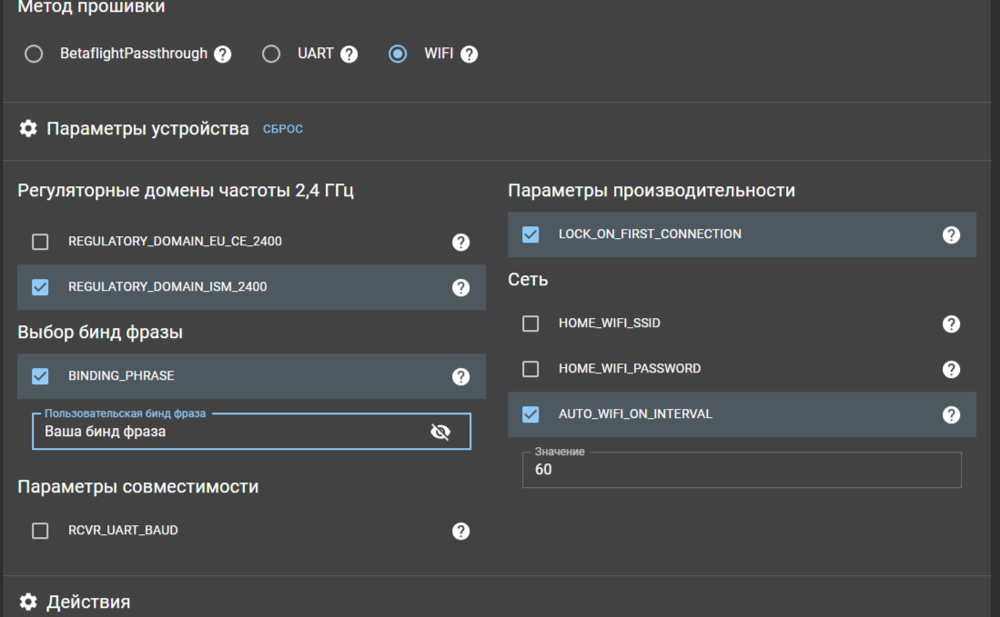 Метод прошивки
BetaflightPassthrough ?
UART ?
WIFI ?
Параметры устройства СБРОС
Регуляторные домены частоты 2,4 ГГц
REGULATORY_DOMAIN_EU_CE_2400 ?
REGULATORY_DOMAIN_ISM_2400 ?
Выбор бинд фразы
BINDING_PHRASE ?
Пользовательская бинд фраза
Ваша бинд фраза
Параметры совместимости
RCVR_UART_BAUD ?
Параметры производительности
LOCK_ON_FIRST_CONNECTION ?
Сеть
HOME_WIFI_SSID ?
HOME_WIFI_PASSWORD ?
AUTO_WIFI_ON_INTERVAL ?
Значение
60
Действия